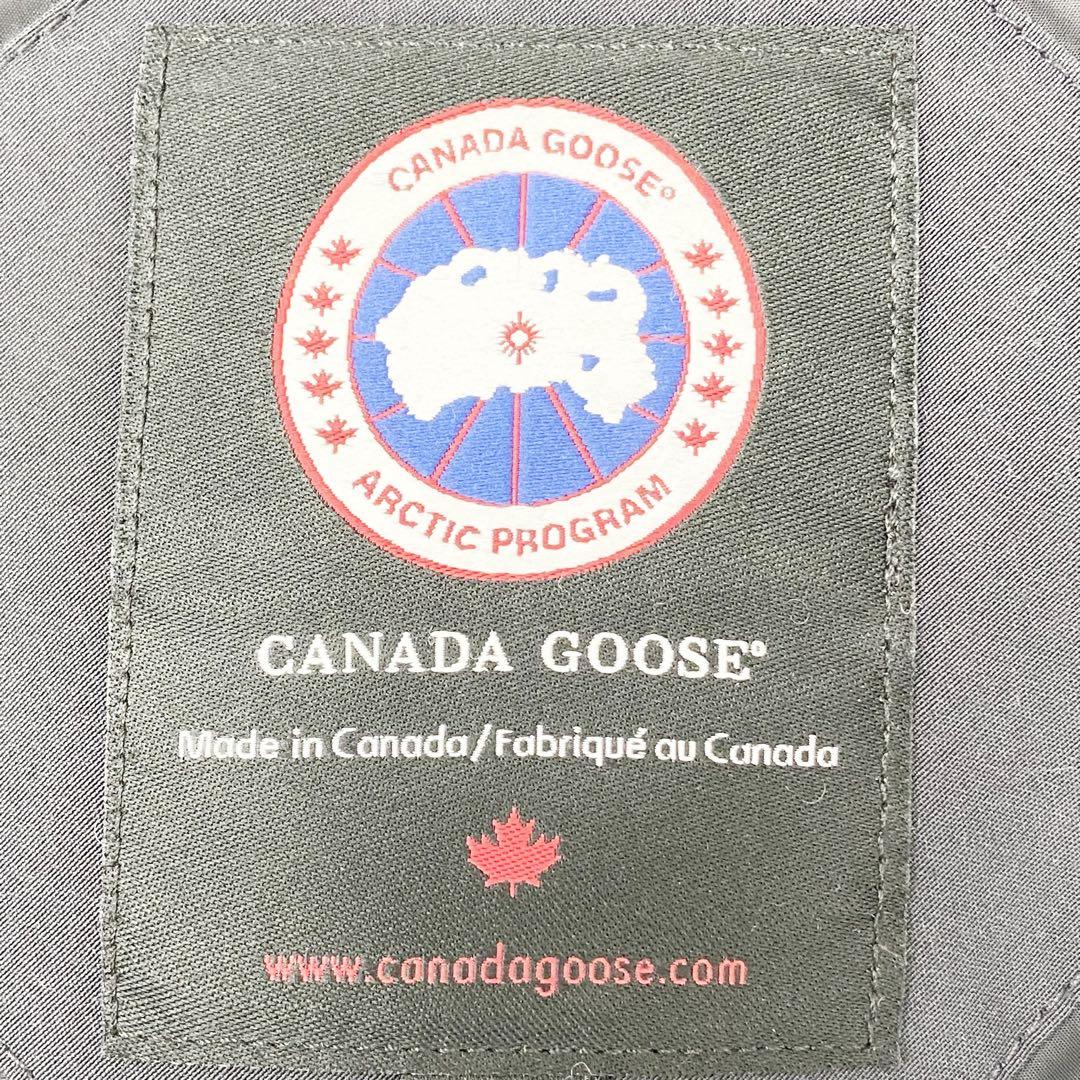 CANADA GOOSE®
ARCTIC PROGRAM
CANADA GOOSE®
Made in Canada/Fabriqué au Canada
www.canadagoose.com